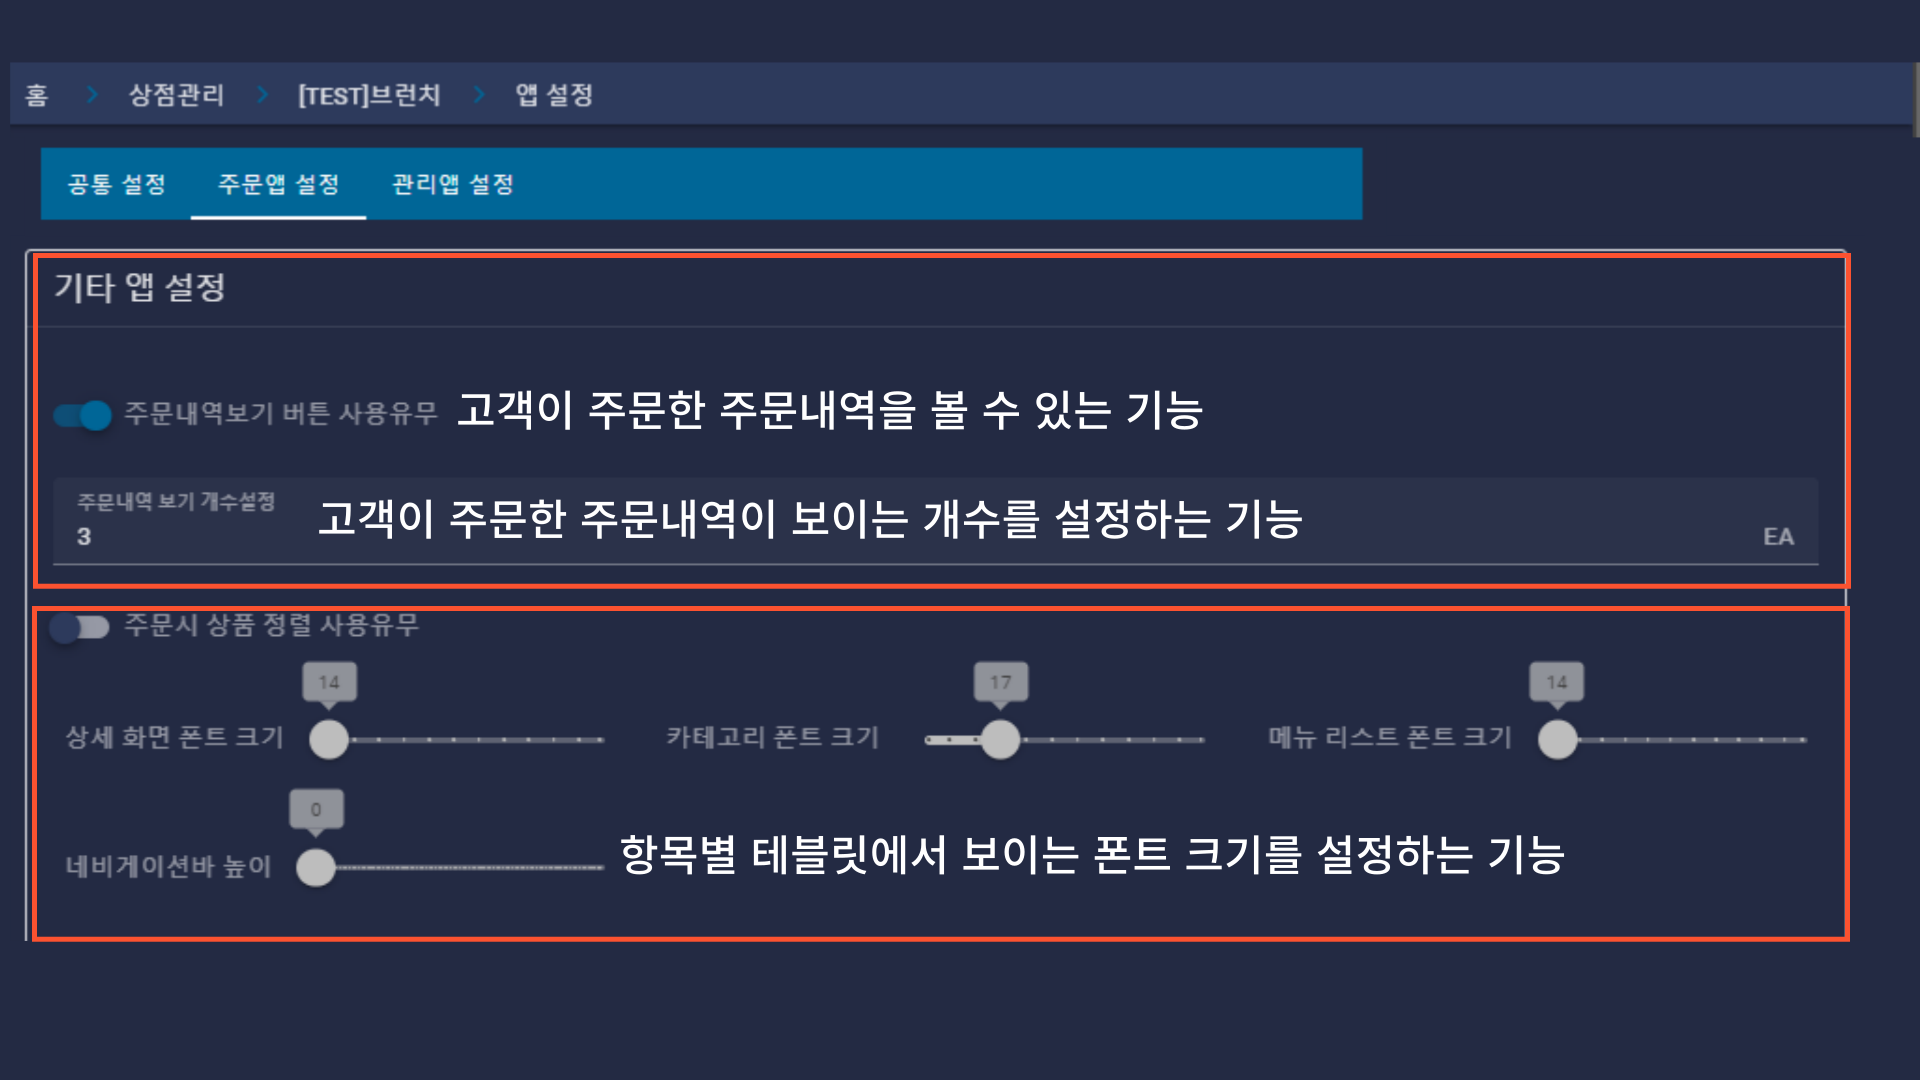 홈 > 상점관리 > [TEST]브런치 > 앱 설정
공통 설정 주문앱 설정 관리앱 설정
기타 앱 설정
주문내역보기 버튼 사용유무 고객이 주문한 주문내역을 볼 수 있는 기능
주문내역 보기 개수설정
고객이 주문한 주문내역이 보이는 개수를 설정하는 기능
3 EA
주문시 상품 정렬 사용유무
14 17 14
상세 화면 폰트 크기 카테고리 폰트 크기 메뉴 리스트 폰트 크기
0
네비게이션바 높이 항목별 테블릿에서 보이는 폰트 크기를 설정하는 기능